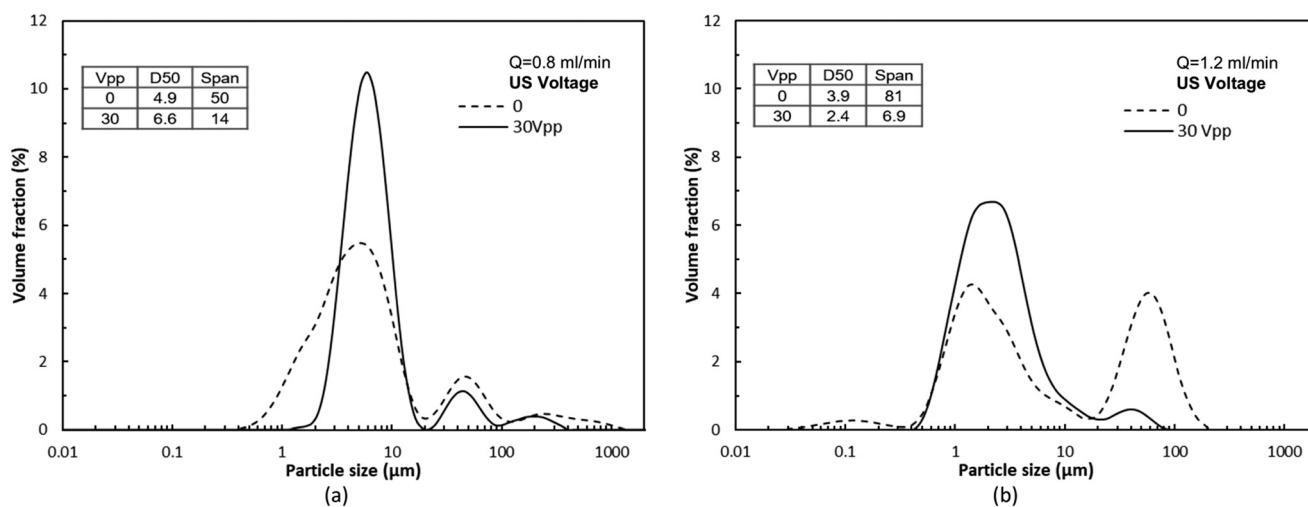 12
10
8
6
4
2
0
Volume fraction (%)
Vpp D50 Span
0 4.9 50
30 6.6 14
Q=0.8 ml/min
US Voltage
0
30Vpp
0.01 0.1 1 10 100 1000
Particle size (µm)
(a)
12
10
8
6
4
2
0
Volume fraction (%)
Vpp D50 Span
0 3.9 81
30 2.4 6.9
Q=1.2 ml/min
US Voltage
0
30 Vpp
0.01 0.1 1 10 100 1000
Particle size (µm)
(b)